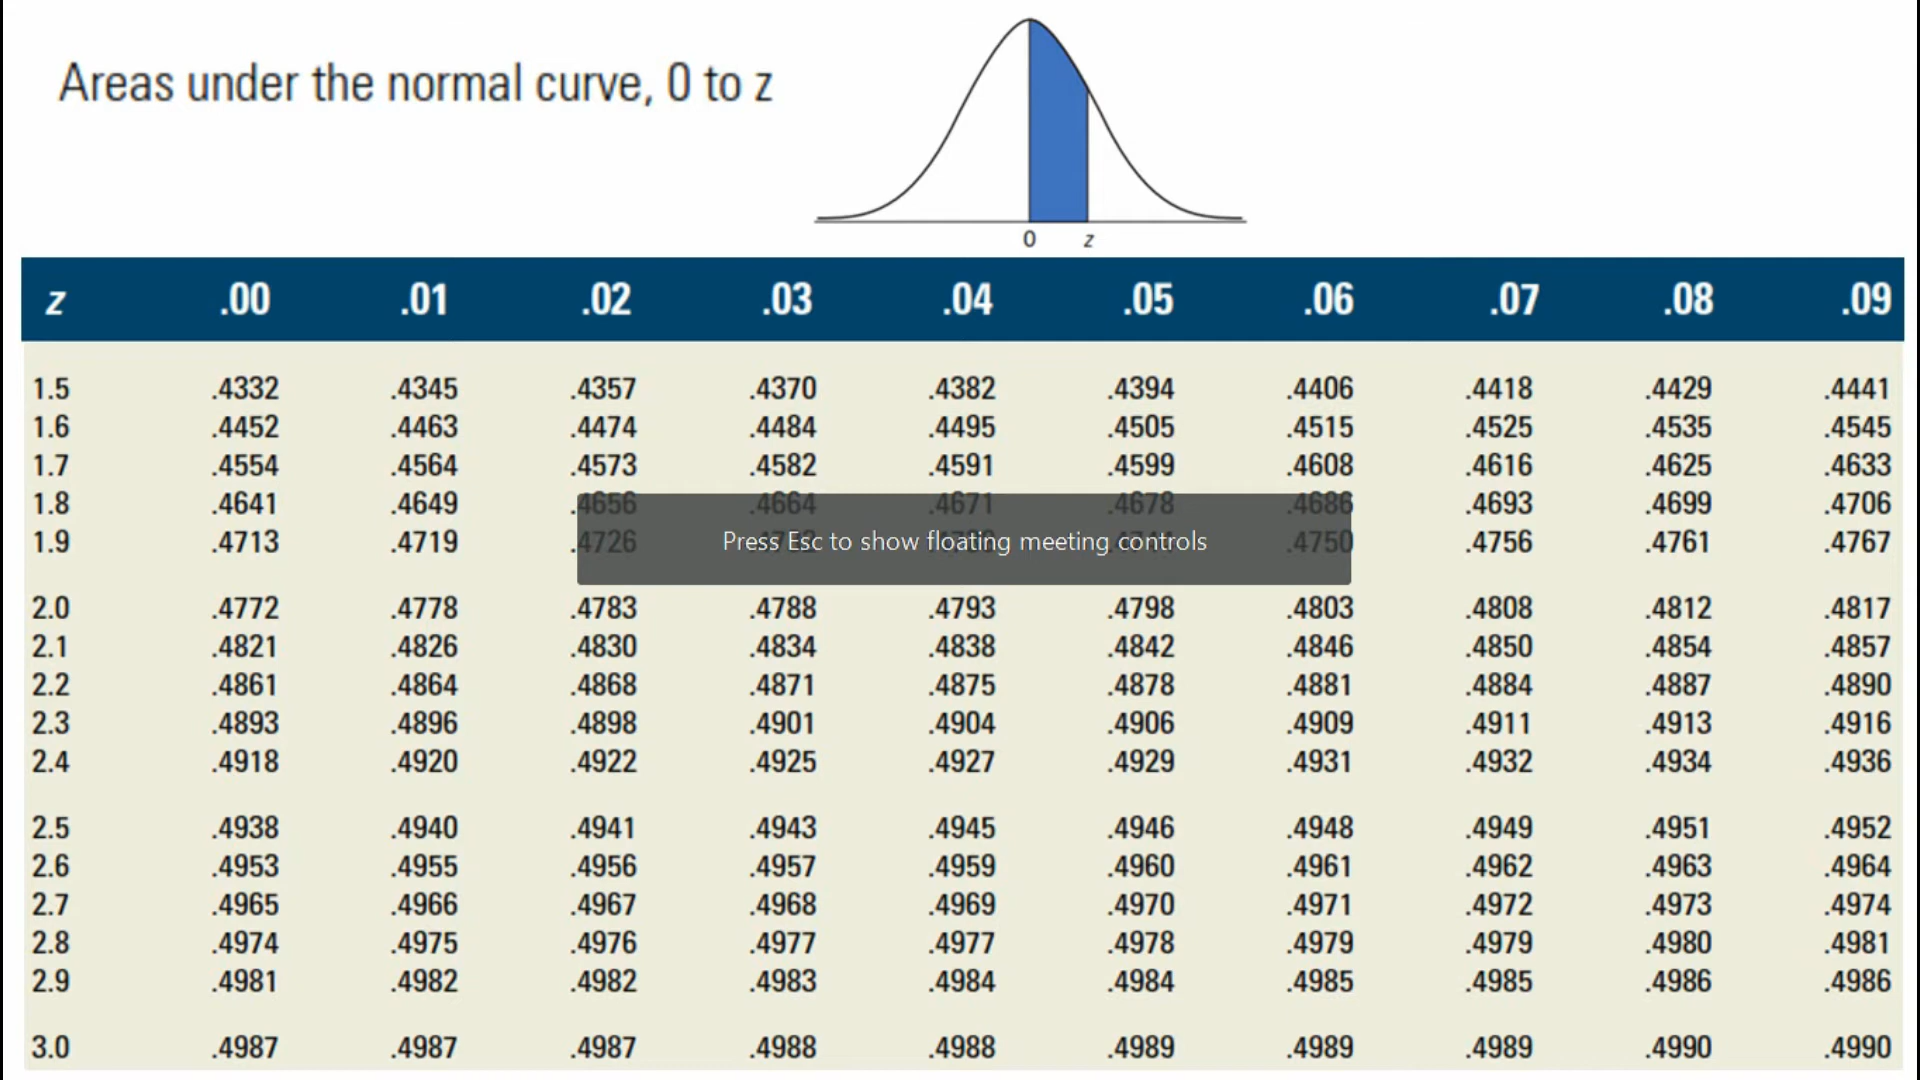 Areas under the normal curve, 0 to z
0 z
z .00 .01 .02 .03 .04 .05 .06 .07 .08 .09
1.5 .4332 .4345 .4357 .4370 .4382 .4394 .4406 .4418 .4429 .4441
1.6 .4452 .4463 .4474 .4484 .4495 .4505 .4515 .4525 .4535 .4545
1.7 .4554 .4564 .4573 .4582 .4591 .4599 .4608 .4616 .4625 .4633
1.8 .4641 .4649 .4656 .4664 .4671 .4678 .4686 .4693 .4699 .4706
1.9 .4713 .4719 .4726 .4750 .4756 .4761 .4767
Press Esc to show floating meeting controls
2.0 .4772 .4778 .4783 .4788 .4793 .4798 .4803 .4808 .4812 .4817
2.1 .4821 .4826 .4830 .4834 .4838 .4842 .4846 .4850 .4854 .4857
2.2 .4861 .4864 .4868 .4871 .4875 .4878 .4881 .4884 .4887 .4890
2.3 .4893 .4896 .4898 .4901 .4904 .4906 .4909 .4911 .4913 .4916
2.4 .4918 .4920 .4922 .4925 .4927 .4929 .4931 .4932 .4934 .4936
2.5 .4938 .4940 .4941 .4943 .4945 .4946 .4948 .4949 .4951 .4952
2.6 .4953 .4955 .4956 .4957 .4959 .4960 .4961 .4962 .4963 .4964
2.7 .4965 .4966 .4967 .4968 .4969 .4970 .4971 .4972 .4973 .4974
2.8 .4974 .4975 .4976 .4977 .4977 .4978 .4979 .4979 .4980 .4981
2.9 .4981 .4982 .4982 .4983 .4984 .4984 .4985 .4985 .4986 .4986
3.0 .4987 .4987 .4987 .4988 .4988 .4989 .4989 .4989 .4990 .4990